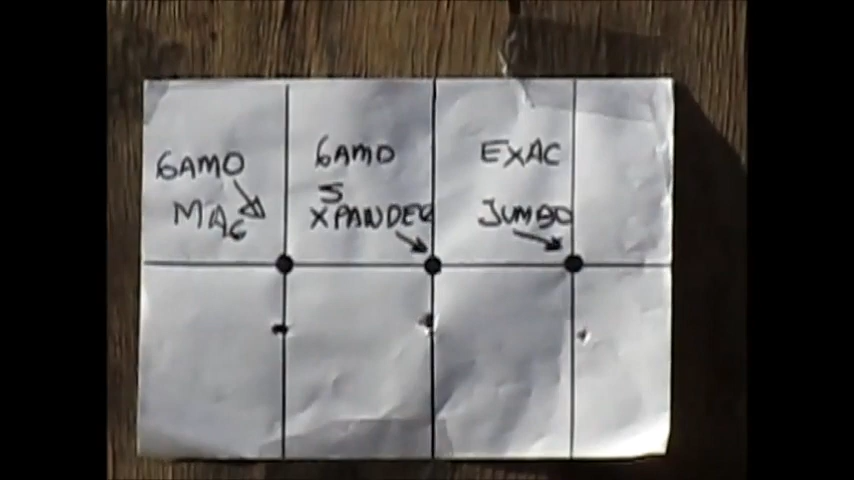 GAMO
MAG
GAMO
S
XPANDER
EXAC
JUMBO